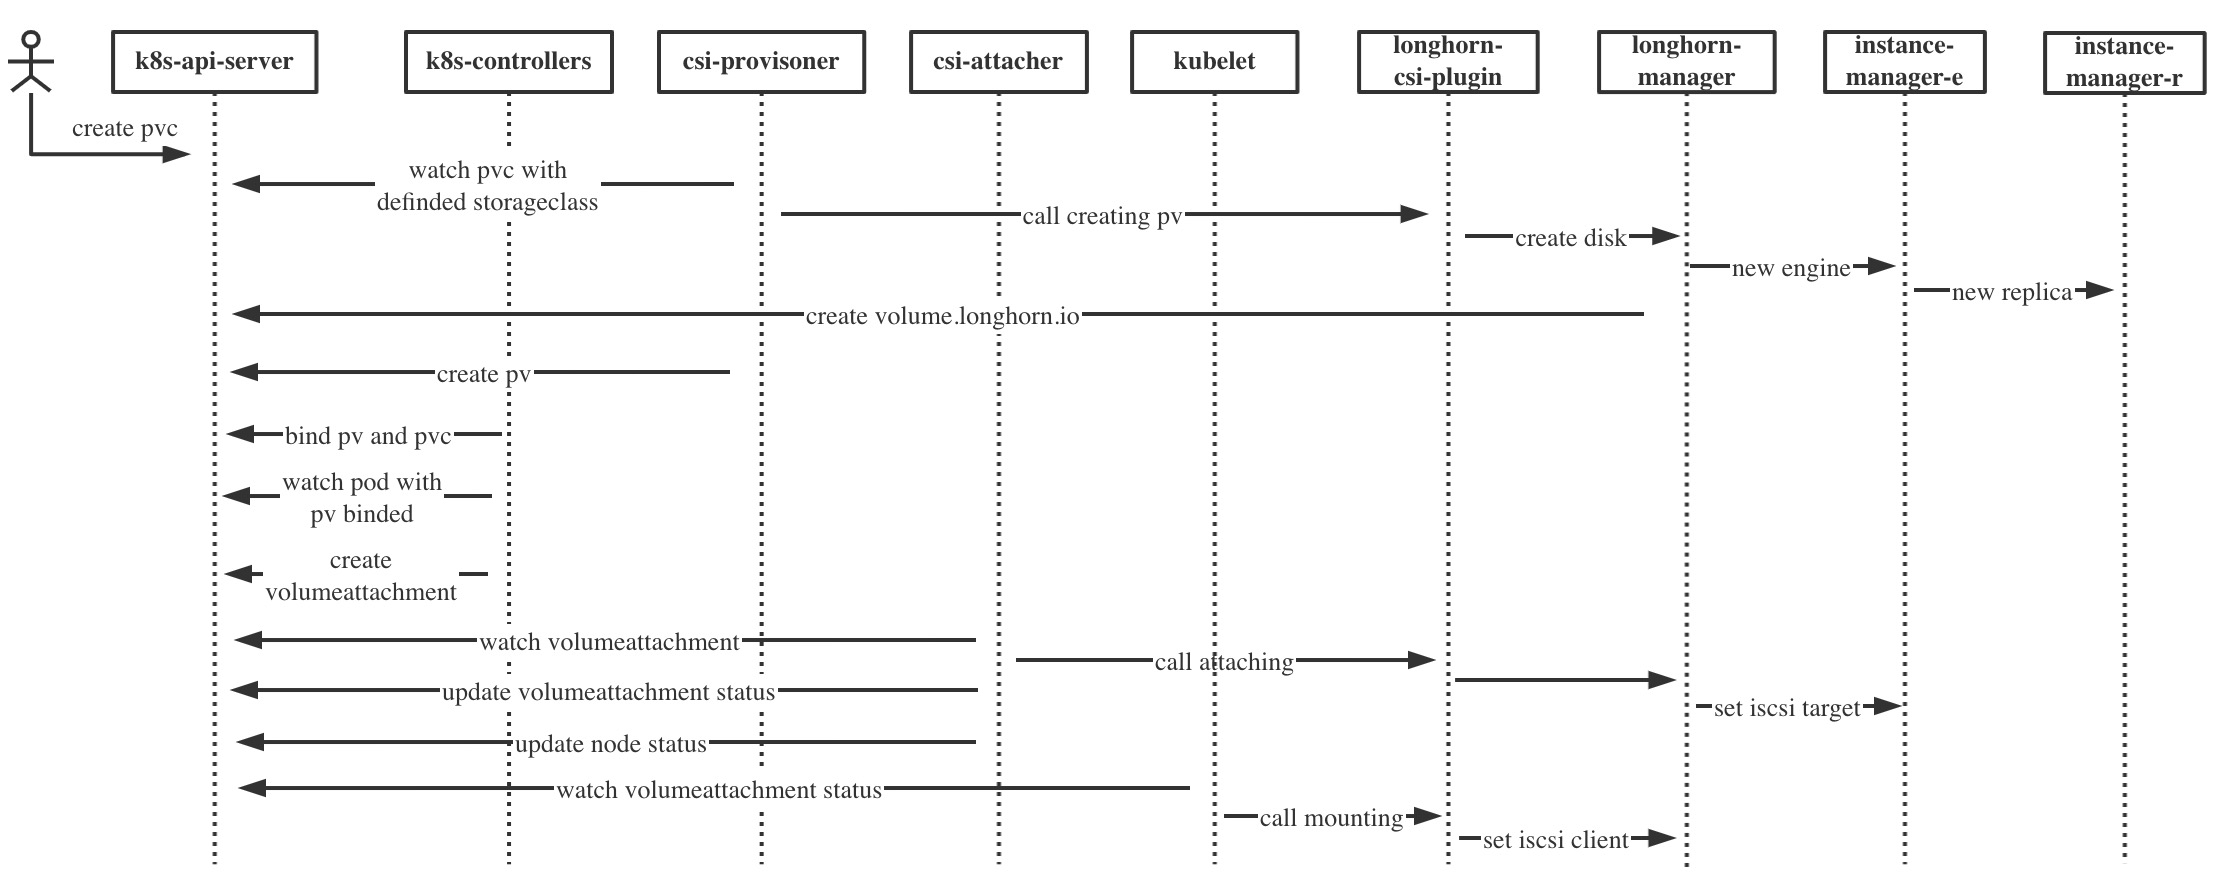 k8s-api-server
k8s-controllers
csi-provisoner
csi-attacher
kubelet
longhorn-
csi-plugin
longhorn-
manager
instance-
manager-e
instance-
manager-r
create pvc
watch pvc with
definded storageclass
call creating pv
create disk
new engine
new replica
create volume.longhorn.io
create pv
bind pv and pvc
watch pod with
pv binded
create
volumeattachment
watch volumeattachment
call attaching
update volumeattachment status
set iscsi target
update node status
watch volumeattachment status
call mounting
set iscsi client